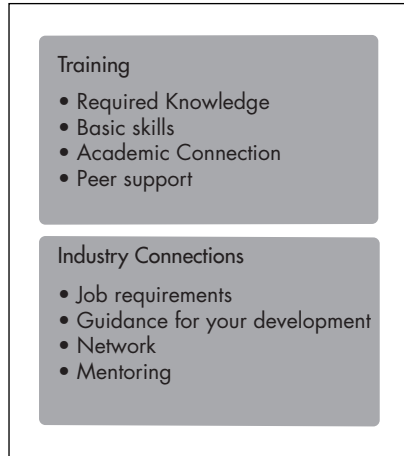 Training
• Required Knowledge
• Basic skills
• Academic Connection
• Peer support
Industry Connections
• Job requirements
• Guidance for your development
• Network
• Mentoring